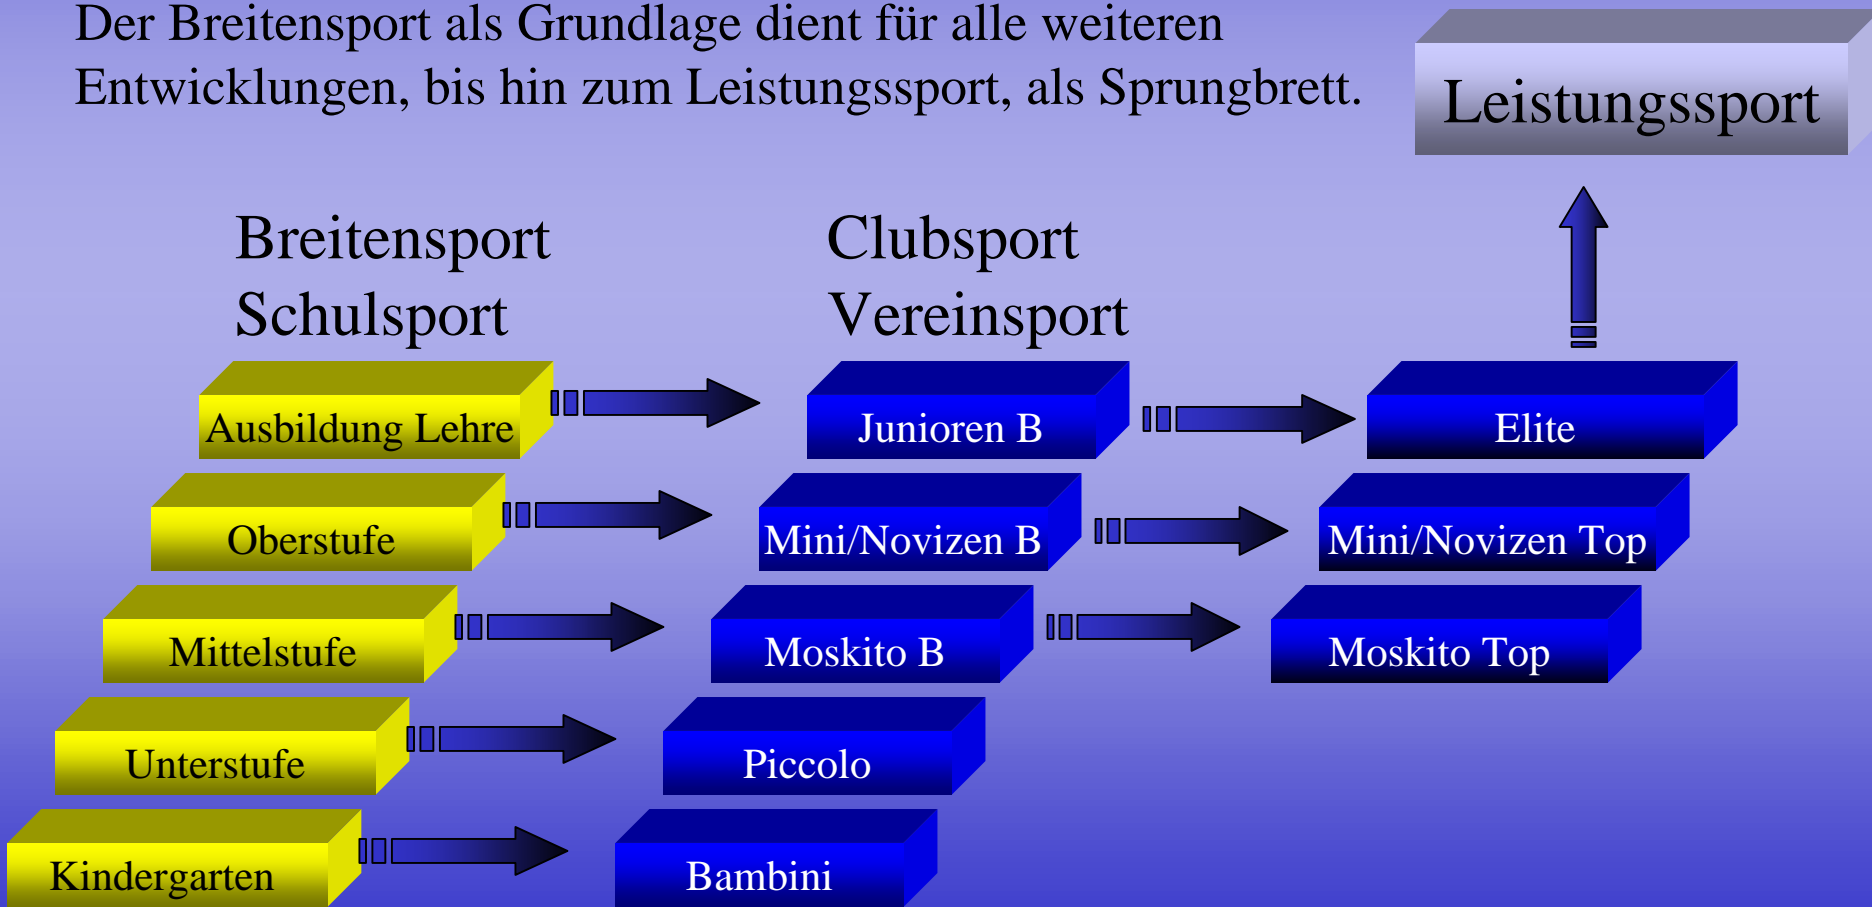 Der Breitensport als Grundlage dient für alle weiteren
Entwicklungen, bis hin zum Leistungssport, als Sprungbrett.
Leistungssport
Breitensport
Schulsport
Clubsport
Vereinsport
Ausbildung Lehre
Junioren B
Elite
Oberstufe
Mini/Novizen B
Mini/Novizen Top
Mittelstufe
Moskito B
Moskito Top
Unterstufe
Piccolo
Kindergarten
Bambini